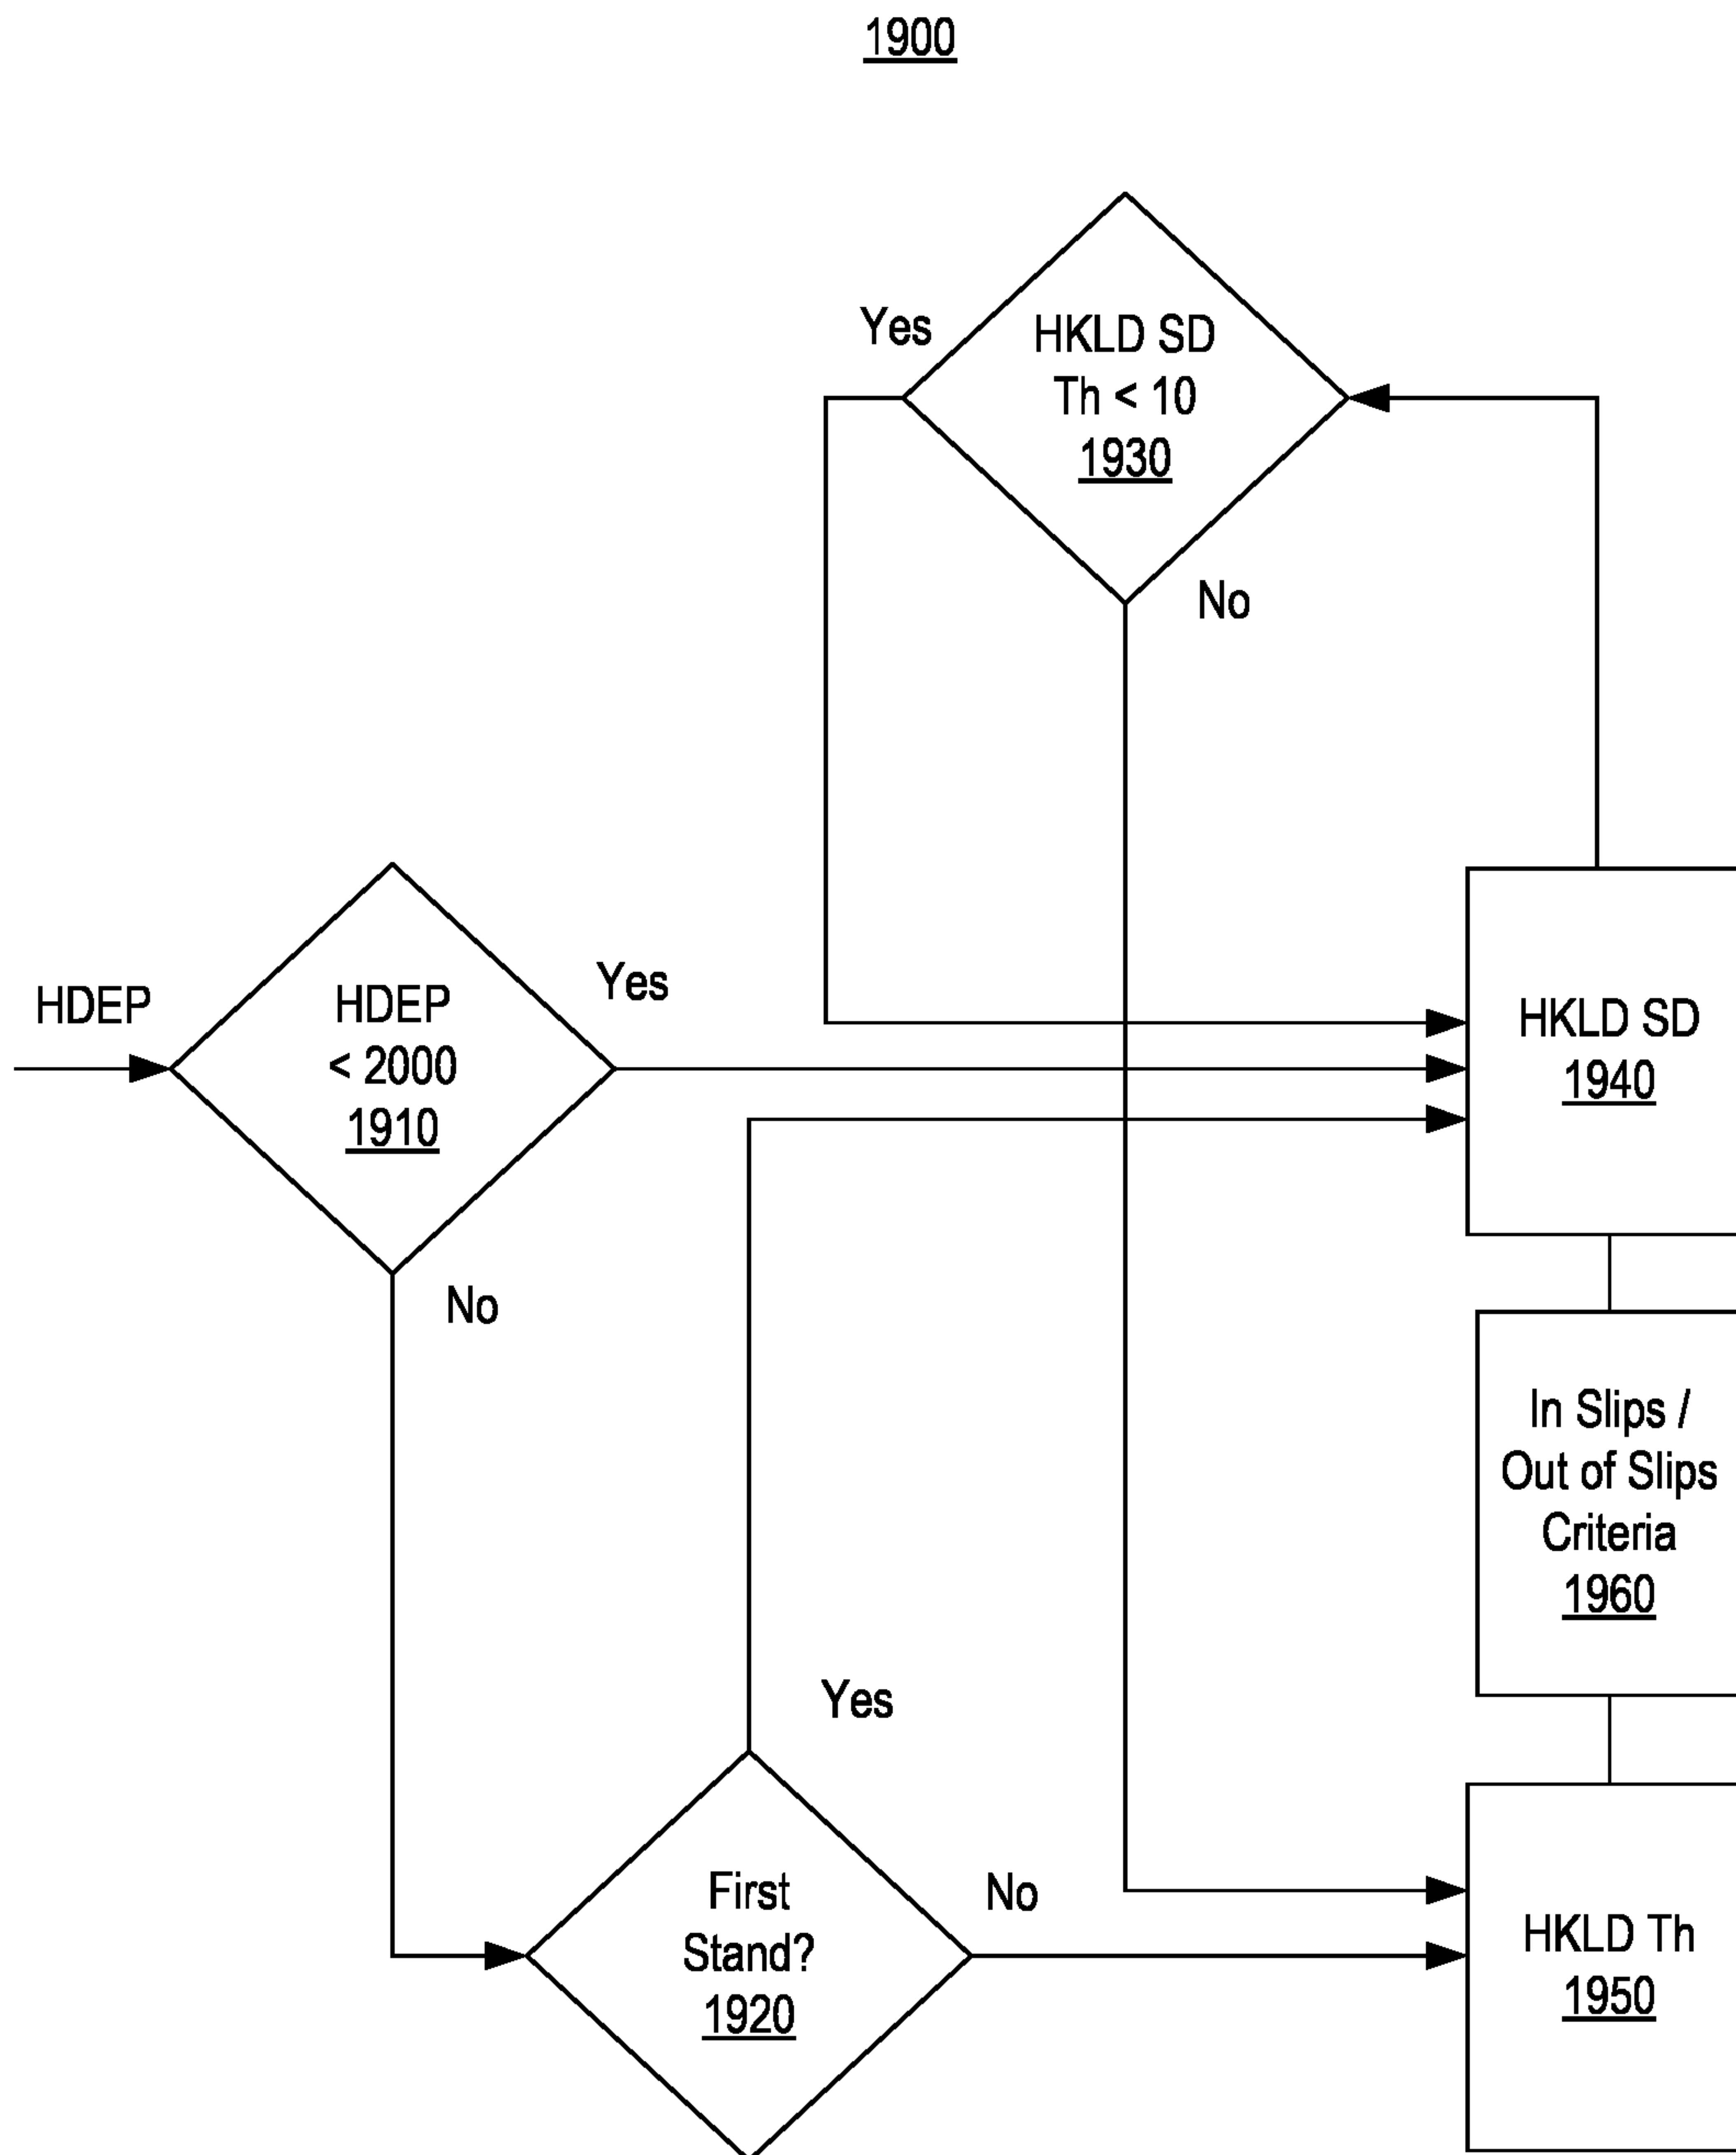 1900
Yes
HKLD SD
Th < 10
1930
No
HDEP
HDEP
< 2000
1910
Yes
No
HKLD SD
1940
In Slips /
Out of Slips
Criteria
1960
Yes
First
Stand?
1920
No
HKLD Th
1950